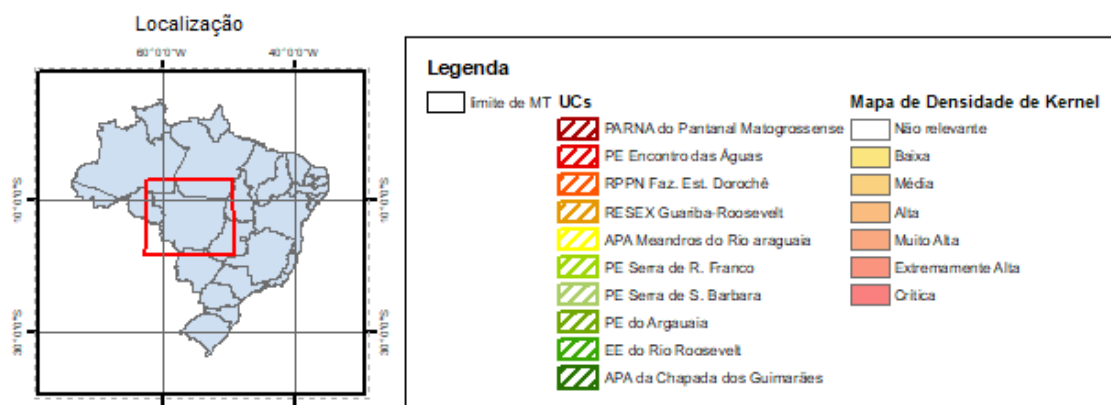 Localização
60°0'0"W 40°0'0"W
10°0'0"S 10°0'0"S
30°0'0"S 30°0'0"S
Legenda
limite de MT UCs Mapa de Densidade de Kernel
PARNA do Pantanal Matogrossense Não relevante
PE Encontro das Águas Baixa
RPPN Faz. Est. Dorochê Média
RESEX Guariba-Roosevelt Alta
APA Meandros do Rio araguaia Muito Alta
PE Serra de R. Franco Extremamente Alta
PE Serra de S. Barbara Crítica
PE do Argauaia
EE do Rio Roosevelt
APA da Chapada dos Guimarães